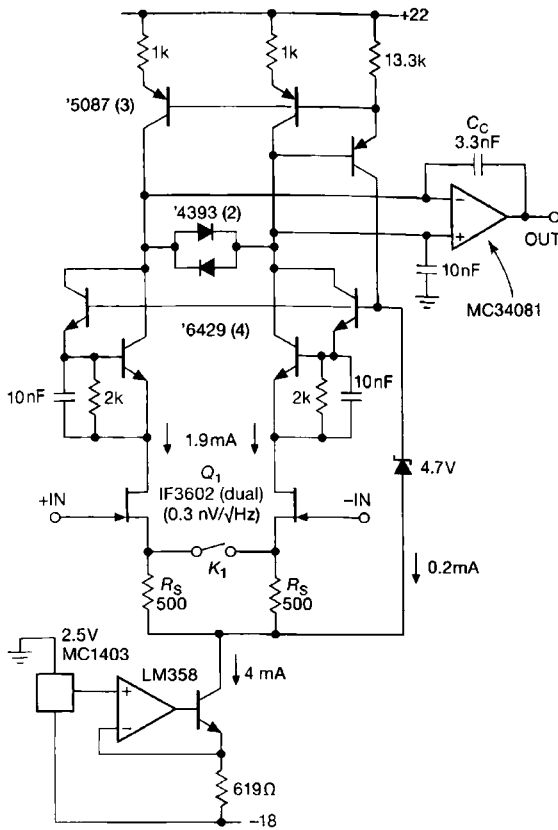 +22
1k
1k
13.3k
'5087 (3)
C_C
3.3nF
−
+
OUT
'4393 (2)
10nF
MC34081
'6429 (4)
10nF
2k
2k
10nF
1.9mA
4.7V
Q₁
+IN
IF3602 (dual)
−IN
(0.3 nV/√Hz)
K₁
0.2mA
R_S
500
R_S
500
2.5V
MC1403
LM358
4 mA
+
−
619Ω
−18